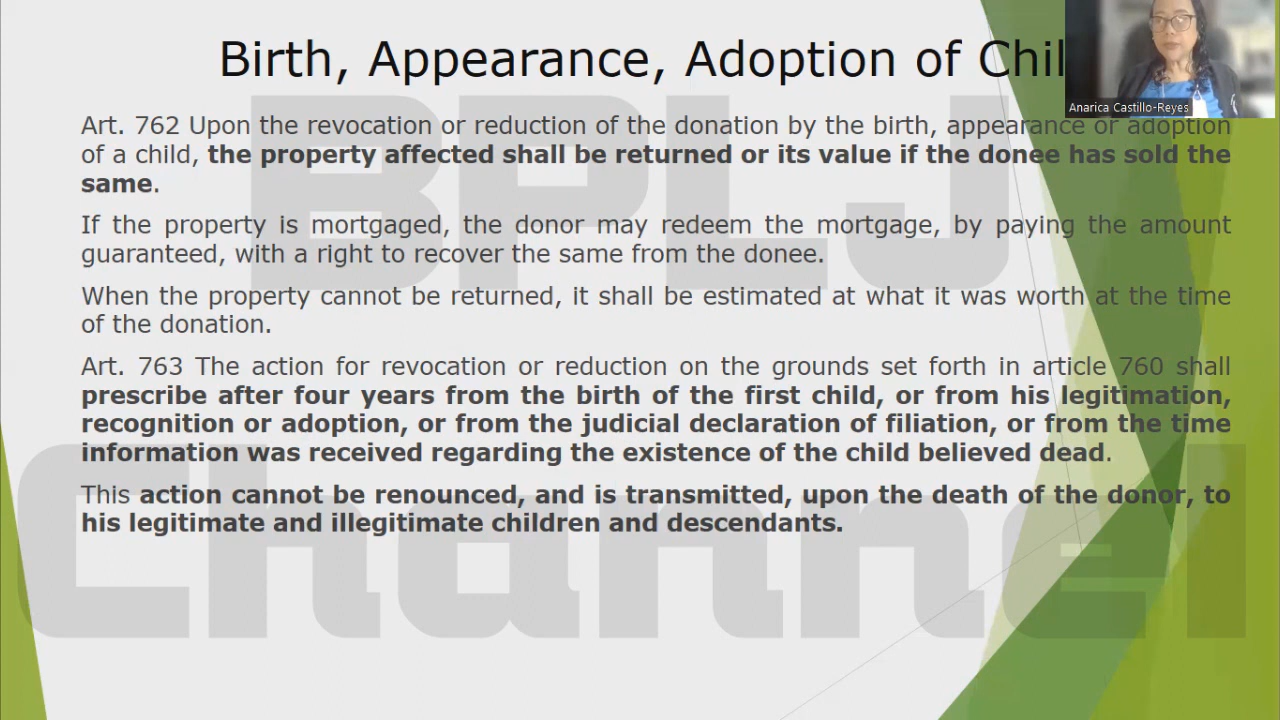 Birth, Appearance, Adoption of Chil
Anarica Castillo-Reyes
Art. 762 Upon the revocation or reduction of the donation by the birth, appearance or adoption
of a child, the property affected shall be returned or its value if the donee has sold the
same.
If the property is mortgaged, the donor may redeem the mortgage, by paying the amount
guaranteed, with a right to recover the same from the donee.
When the property cannot be returned, it shall be estimated at what it was worth at the time
of the donation.
Art. 763 The action for revocation or reduction on the grounds set forth in article 760 shall
prescribe after four years from the birth of the first child, or from his legitimation,
recognition or adoption, or from the judicial declaration of filiation, or from the time
information was received regarding the existence of the child believed dead.
This action cannot be renounced, and is transmitted, upon the death of the donor, to
his legitimate and illegitimate children and descendants.
BPLJ
Channel